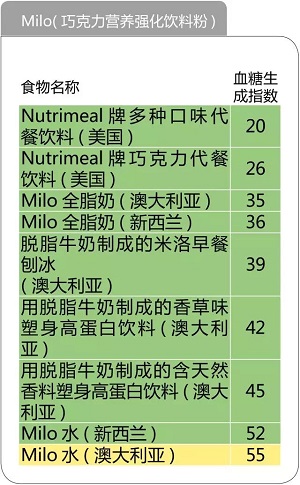 Milo(巧克力营养强化饮料粉)
食物名称
血糖生
成指数
Nutrimeal 牌多种口味代
餐饮料(美国)
20
Nutrimeal 牌巧克力代餐
饮料(美国)
26
Milo 全脂奶(澳大利亚)
35
Milo 全脂奶(新西兰)
36
脱脂牛奶制成的米洛早餐
刨冰
(澳大利亚)
39
用脱脂牛奶制成的香草味
塑身高蛋白饮料(澳大利
亚)
42
用脱脂牛奶制成的含天然
香料塑身高蛋白饮料(澳大
利亚)
45
Milo 水(新西兰)
52
Milo 水(澳大利亚)
55